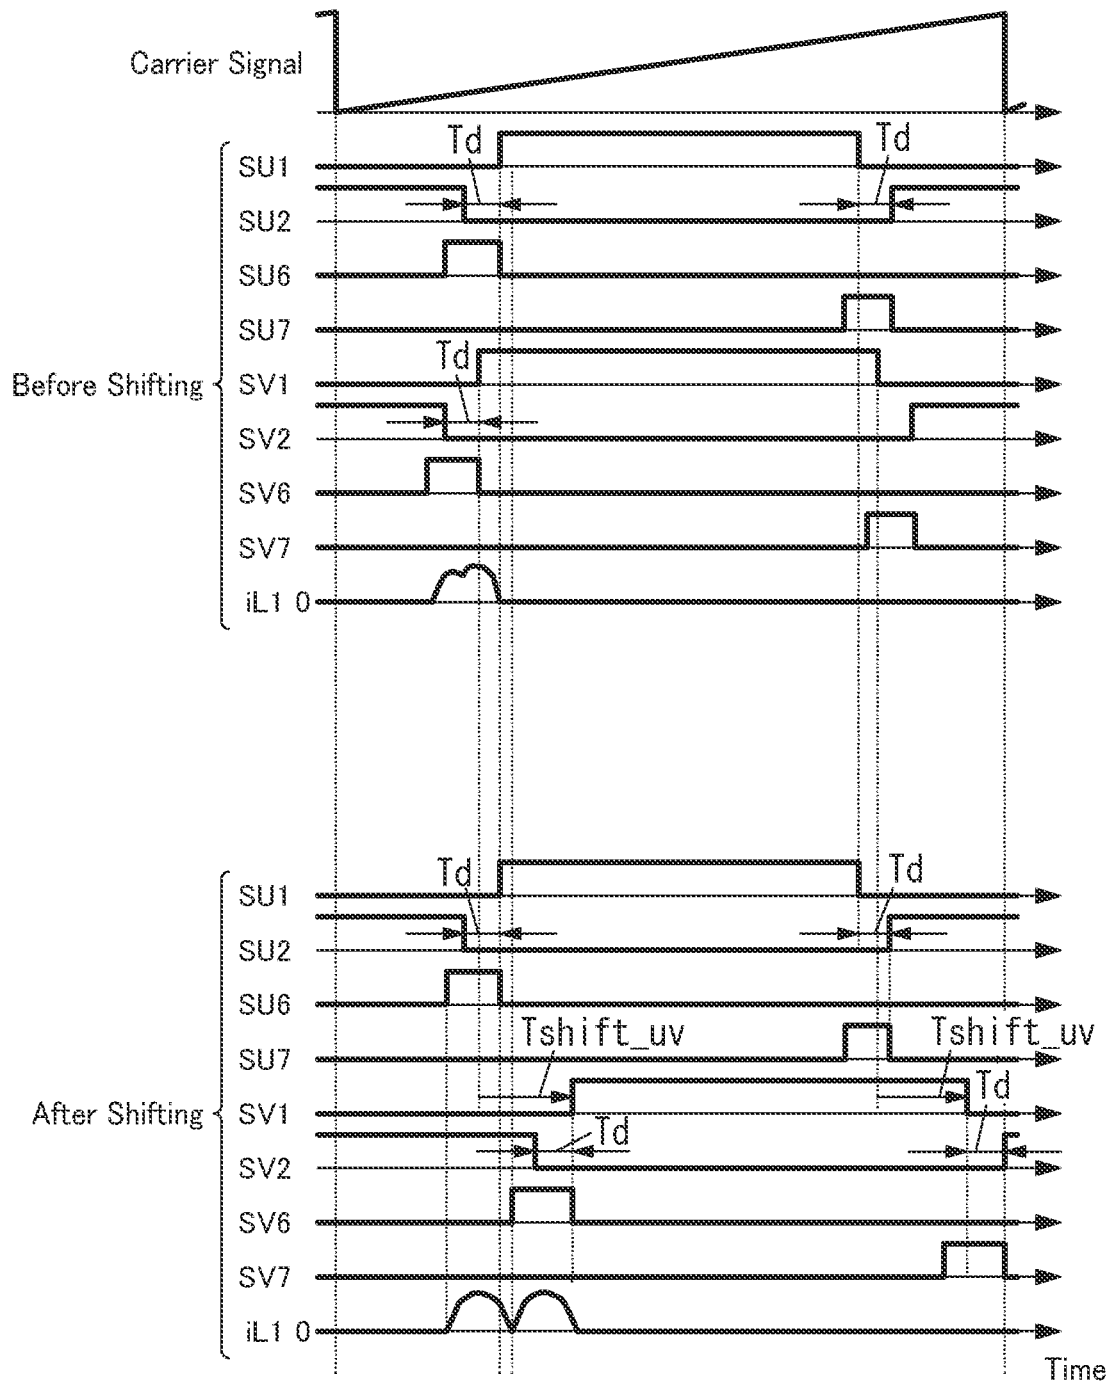 Carrier Signal
Td
Td
SU1
SU2
SU6
SU7
Td
Before Shifting
SV1
SV2
SV6
SV7
iL1 0
Td
Td
SU1
SU2
SU6
Tshift_uv
Tshift_uv
SU7
Td
After Shifting
SV1
Td
SV2
SV6
SV7
iL1 0
Time